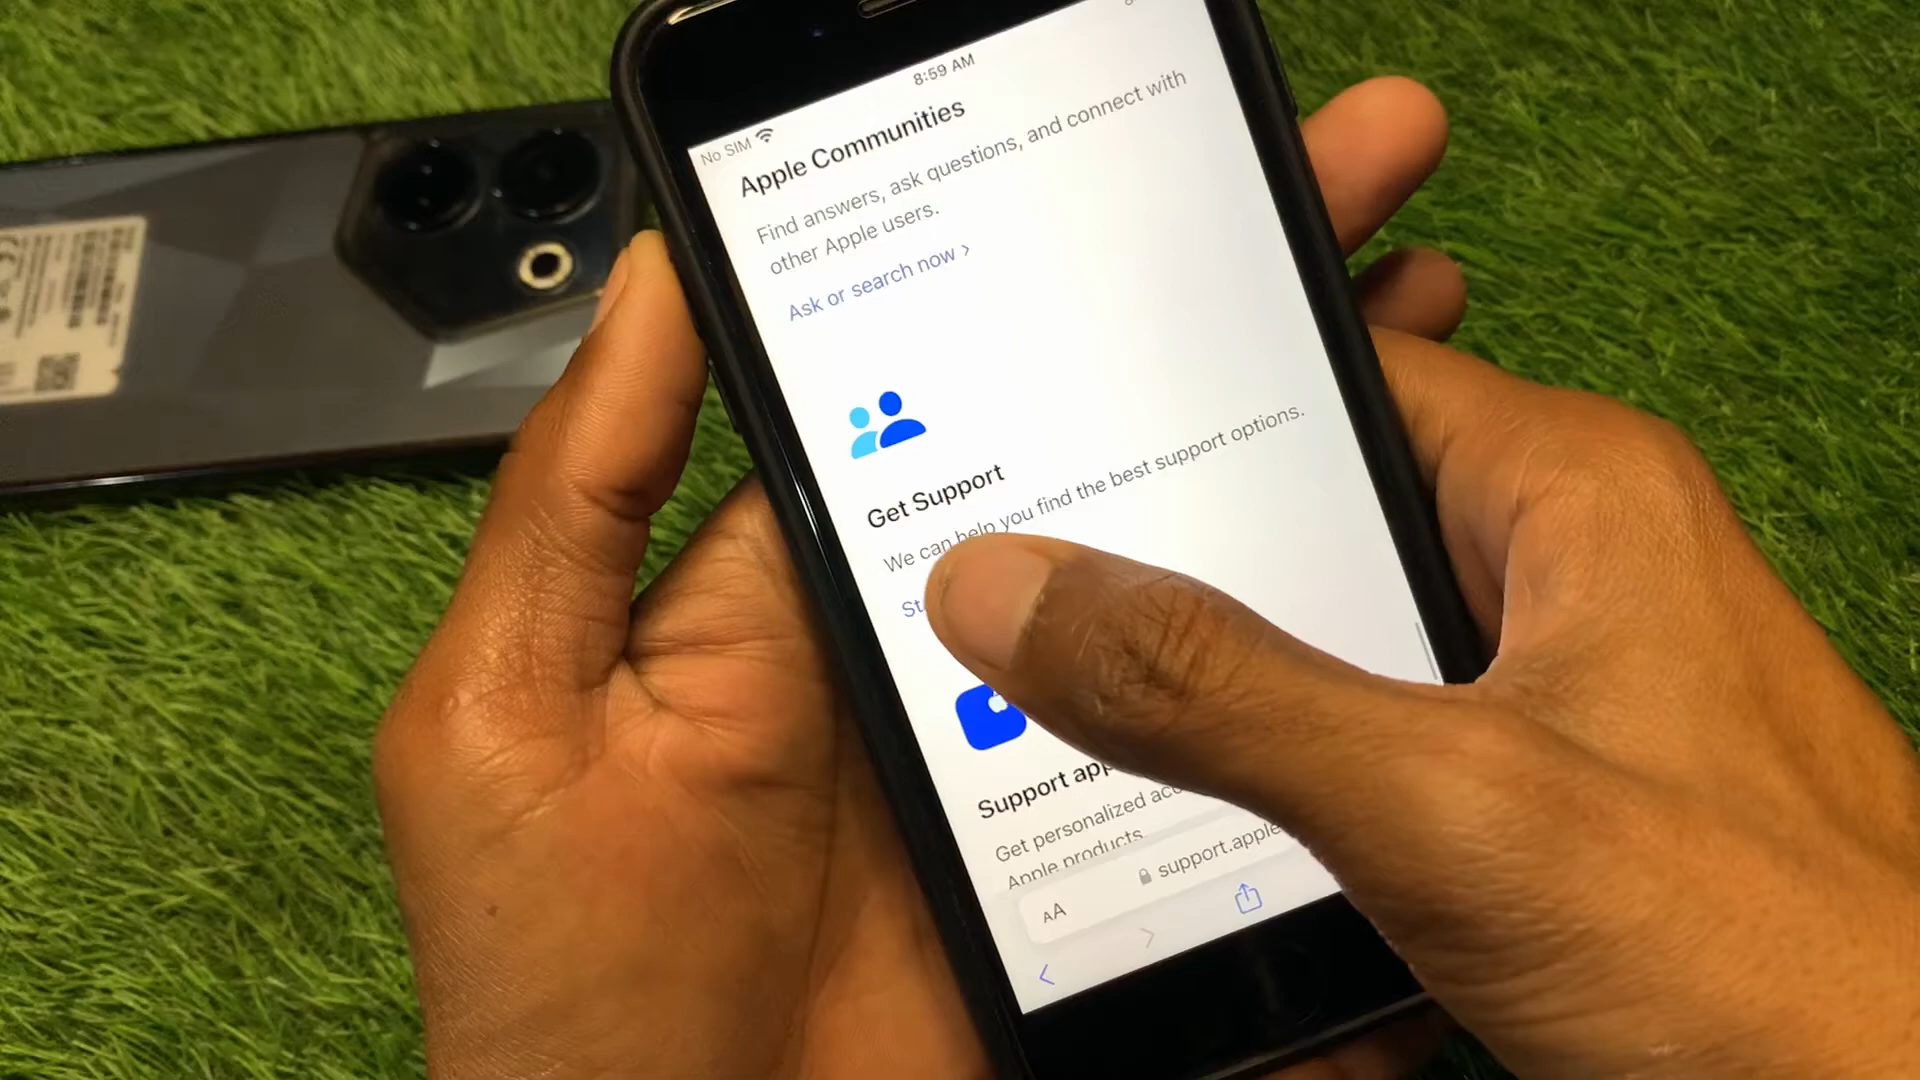 8:59 AM
No SIM
Apple Communities
Find answers, ask questions, and connect with
other Apple users.
Ask or search now >
Get Support
We can help you find the best support options.
Support app
Get personalized
Apple products
AA
support.apple